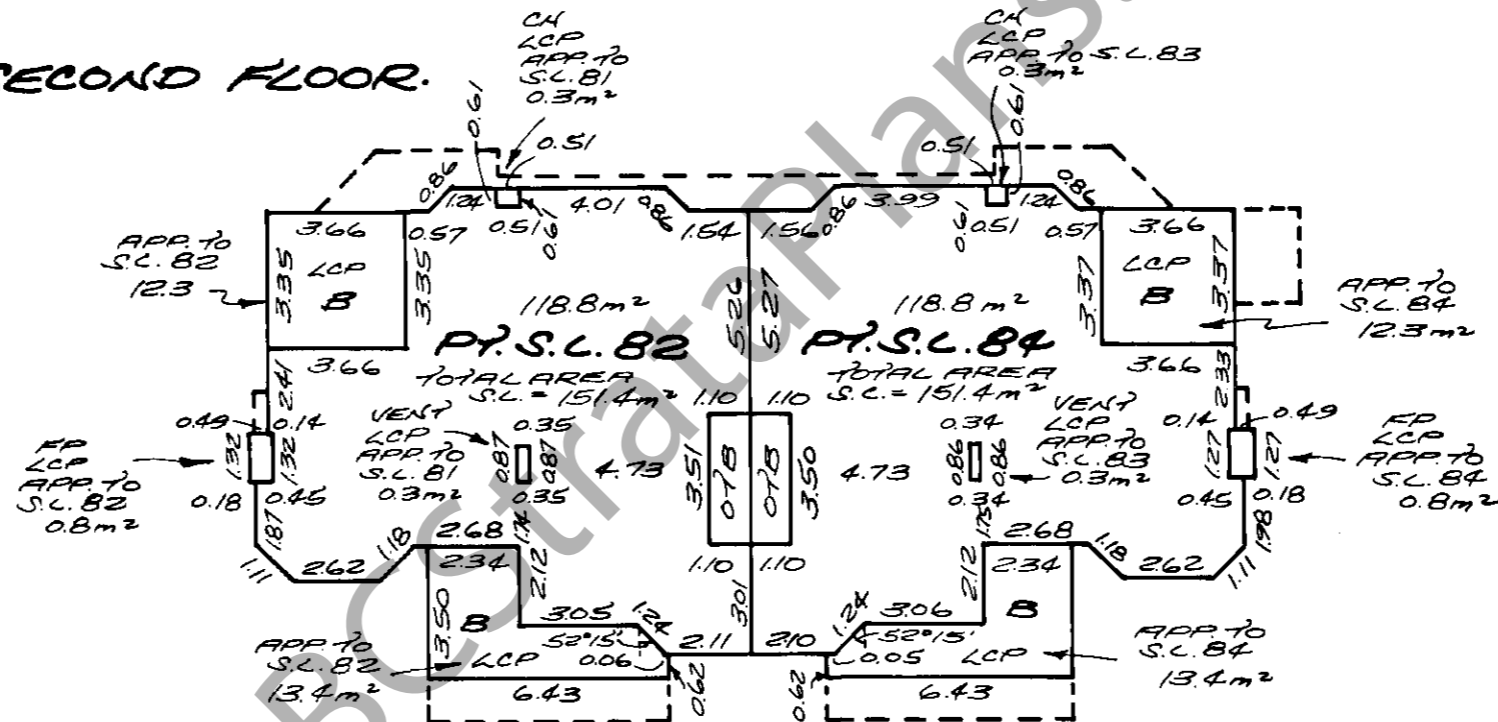 SECOND FLOOR.
CH
LCP
APP. TO
S.L. 81
0.3m²
CH
LCP
APP. TO S.L. 83
0.3m²
0.61
0.51
0.51
0.61
0.86
1.24
0.51
0.61
4.01
0.86
1.54
1.56
0.86
3.99
0.61
0.51
1.24
0.86
APP. TO
S.L. 82
12.3
3.66
0.57
3.35
LCP
B
3.35
3.66
118.8m²
5.26
5.27
118.8m²
0.57
3.66
3.37
LCP
B
3.37
3.66
APP. TO
S.L. 84
12.3m²
PT. S.L. 82
TOTAL AREA
S.L. = 151.4m²
PT. S.L. 84
TOTAL AREA
S.L. = 151.4m²
2.41
0.49
0.14
1.32
1.32
0.18
0.45
FP
LCP
APP. TO
S.L. 82
0.8m²
VENT
LCP
APP. TO
S.L. 81
0.3m²
0.35
0.87
0.87
0.35
4.73
1.10
1.10
3.51
OTB
OTB
3.50
1.10
1.10
4.73
0.34
0.86
0.86
0.34
VENT
LCP
APP. TO
S.L. 83
0.3m²
2.33
0.14
0.49
1.27
1.27
0.45
0.18
FP
LCP
APP. TO
S.L. 84
0.8m²
1.87
1.11
2.62
1.18
2.68
1.74
2.34
2.12
3.50
B
3.05
1.24
52°15'
0.06
2.11
3.01
2.10
1.24
52°15'
0.05
3.06
2.12
1.75
2.68
2.34
B
1.18
2.62
1.11
1.98
APP. TO
S.L. 82
13.4m²
LCP
6.43
0.62
0.62
LCP
6.43
APP. TO
S.L. 84
13.4m²
BCStrataPlans.